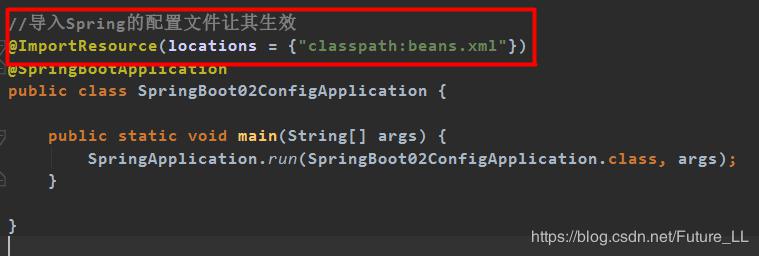 //导入Spring的配置文件让其生效
@ImportResource(locations = {"classpath:beans.xml"})
@SpringBootApplication
public class SpringBoot02ConfigApplication {
public static void main(String[] args) {
SpringApplication.run(SpringBoot02ConfigApplication.class, args);
}
}
https://blog.csdn.net/Future_LL